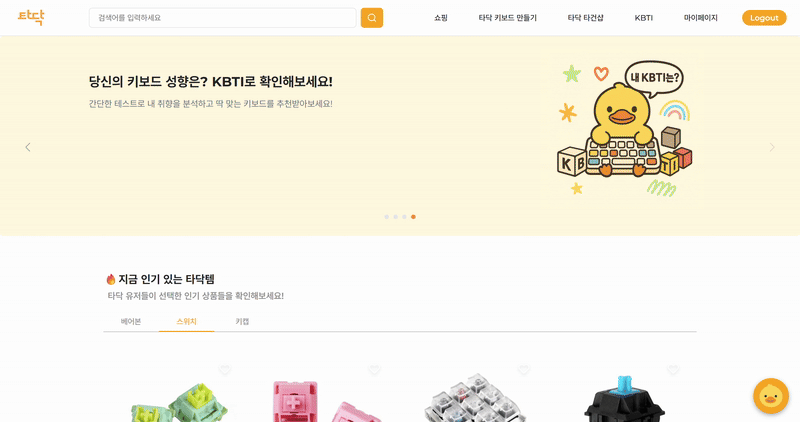 타닥
검색어를 입력하세요
쇼핑
타닥 키보드 만들기
타닥 타건샵
KBTI
마이페이지
Logout
당신의 키보드 성향은? KBTI로 확인해보세요!
간단한 테스트로 내 취향을 분석하고 딱 맞는 키보드를 추천받아보세요!
내 KBTI는?
K B T I
지금 인기 있는 타닥템
타닥 유저들이 선택한 인기 상품들을 확인해보세요!
베어본
스위치
키캡